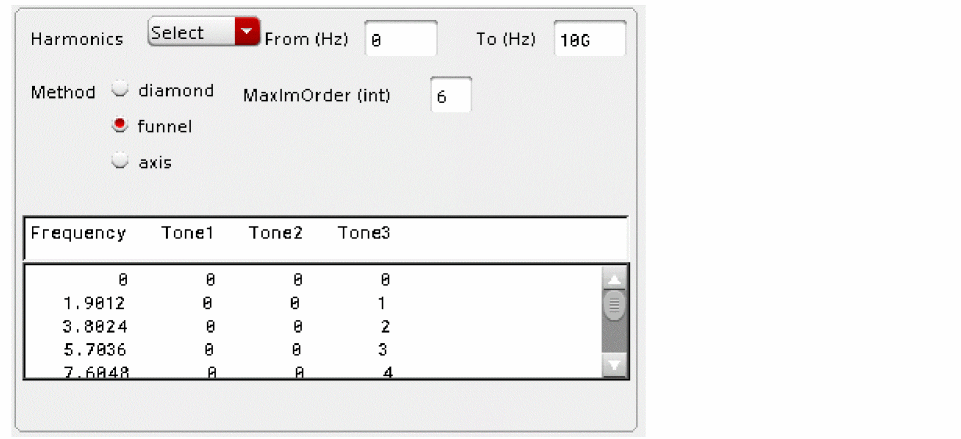 Harmonics Select From (Hz) 0 To (Hz) 10G
Method diamond MaxImOrder (int) 6
funnel
axis
Frequency Tone1 Tone2 Tone3
0 0 0 0
1.9012 0 0 1
3.8024 0 0 2
5.7036 0 0 3
7.6048 0 0 4